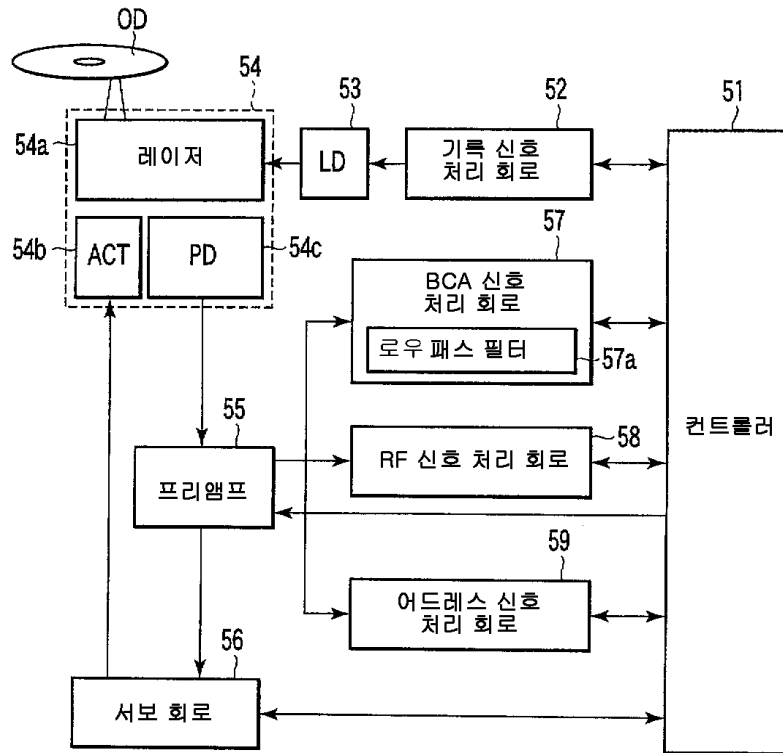 OD
54
53
52
51
54a
레이저
LD
기록 신호
처리 회로
57
54b
ACT
PD
54c
BCA 신호
처리 회로
로우 패스 필터
57a
컨트롤러
55
58
프리앰프
RF 신호 처리 회로
59
어드레스 신호
처리 회로
56
서보 회로